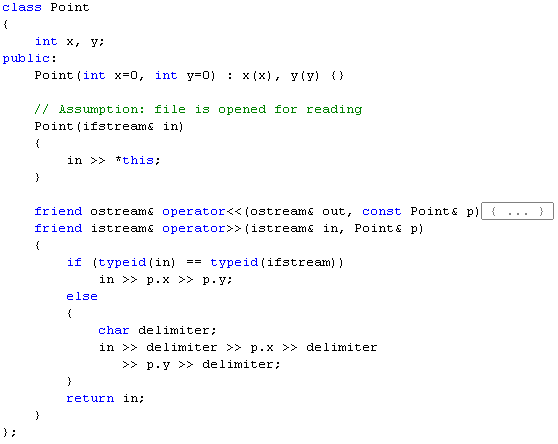 class Point
{
    int x, y;
public:
    Point(int x=0, int y=0) : x(x), y(y) {}

    // Assumption: file is opened for reading
    Point(ifstream& in)
    {
        in >> *this;
    }

    friend ostream& operator<<(ostream& out, const Point& p){ ... }
    friend istream& operator>>(istream& in, Point& p)
    {
        if (typeid(in) == typeid(ifstream))
            in >> p.x >> p.y;
        else
        {
            char delimiter;
            in >> delimiter >> p.x >> delimiter
               >> p.y >> delimiter;
        }
        return in;
    }
};